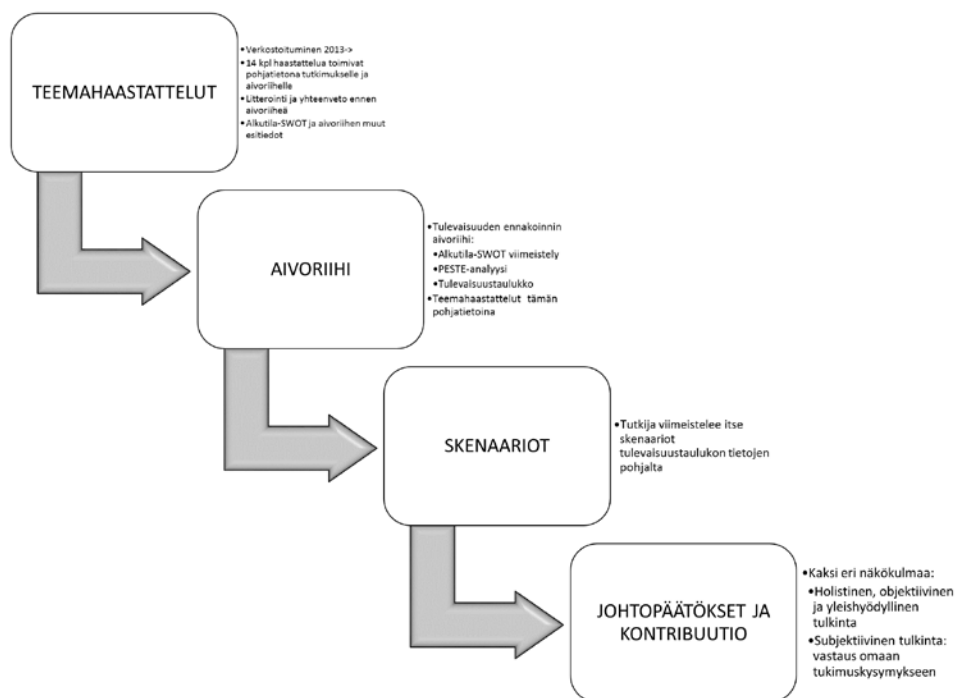 TEEMAHAASTATTELUT
•Verkostoituminen 2013->
•14 kpl haastattelua toimivat
pohjatietona tutkimukselle ja
aivoriihelle
•Litterointi ja yhteenveto ennen
aivoriiheä
•Alkutila-SWOT ja aivoriihen muut
esitiedot
AIVORIIHI
•Tulevaisuuden ennakoinnin
aivoriihi:
•Alkutila-SWOT viimeistely
•PESTE-analyysi
•Tulevaisuustaulukko
•Teemahaastattelut tämän
pohjatietoina
SKENAARIOT
•Tutkija viimeistelee itse
skenaariot
tulevaisuustaulukon tietojen
pohjalta
JOHTOPÄÄTÖKSET JA
KONTRIBUUTIO
•Kaksi eri näkökulmaa:
•Holistinen, objektiivinen
ja yleishyödyllinen
tulkinta
•Subjektiivinen tulkinta:
vastaus omaan
tukimuskysymykseen